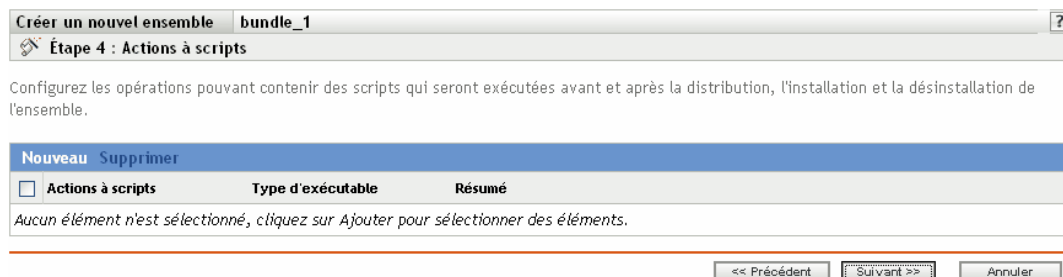 Créer un nouvel ensemble bundle_1 ?
Étape 4 : Actions à scripts
Configurez les opérations pouvant contenir des scripts qui seront exécutées avant et après la distribution, l'installation et la désinstallation de
l'ensemble.
Nouveau Supprimer
Actions à scripts Type d'exécutable Résumé
Aucun élément n'est sélectionné, cliquez sur Ajouter pour sélectionner des éléments.
<< Précédent Suivant >> Annuler